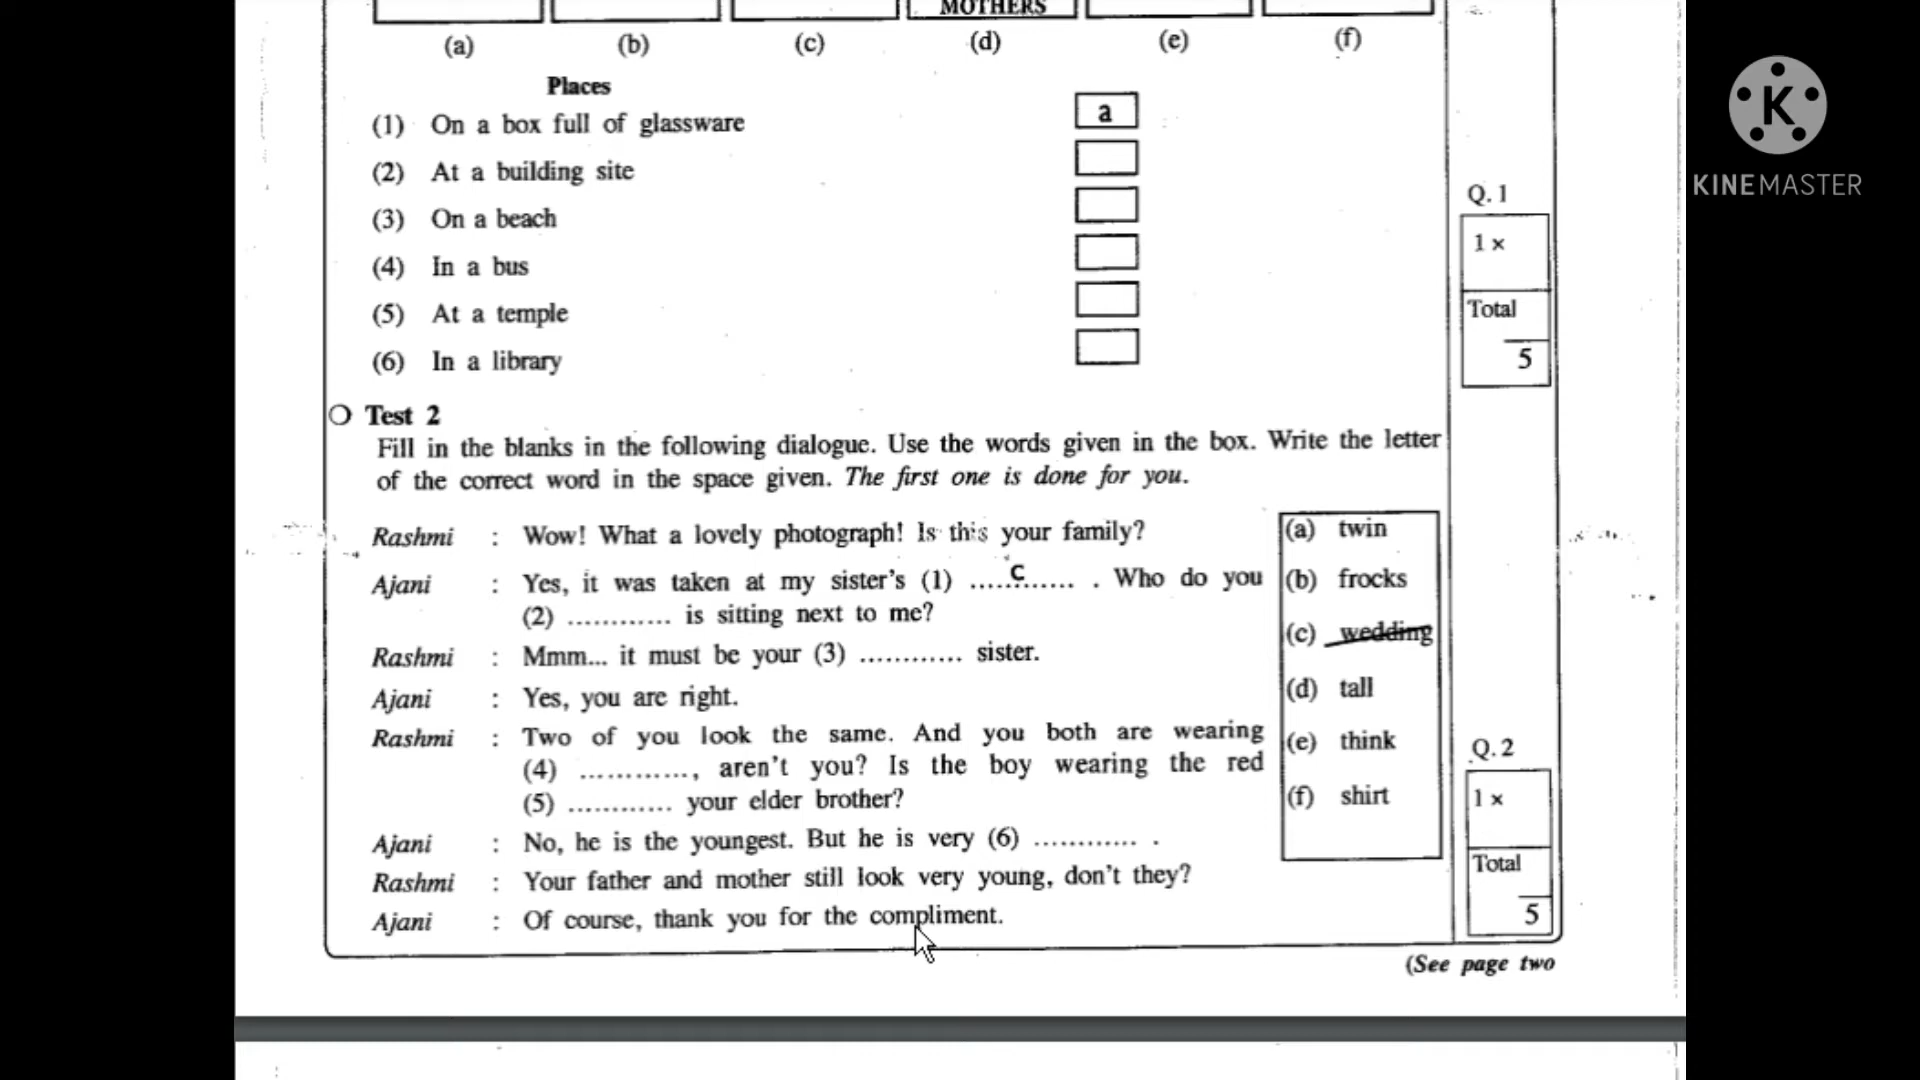 MOTHERS
(a) (b) (c) (d) (e) (f)
Places
(1) On a box full of glassware a
(2) At a building site
(3) On a beach
(4) In a bus
(5) At a temple
(6) In a library
Q. 1
1 ×
Total
5
Test 2
Fill in the blanks in the following dialogue. Use the words given in the box. Write the letter
of the correct word in the space given. The first one is done for you.
Rashmi : Wow! What a lovely photograph! Is this your family?
Ajani : Yes, it was taken at my sister's (1) .....c....... . Who do you
(2) ............ is sitting next to me?
Rashmi : Mmm... it must be your (3) ............ sister.
Ajani : Yes, you are right.
Rashmi : Two of you look the same. And you both are wearing
(4) ............., aren't you? Is the boy wearing the red
(5) ............ your elder brother?
Ajani : No, he is the youngest. But he is very (6) ............ .
Rashmi : Your father and mother still look very young, don't they?
Ajani : Of course, thank you for the compliment.
(a) twin
(b) frocks
(c) wedding
(d) tall
(e) think
(f) shirt
Q. 2
1 ×
Total
5
(See page two
K
KINEMASTER